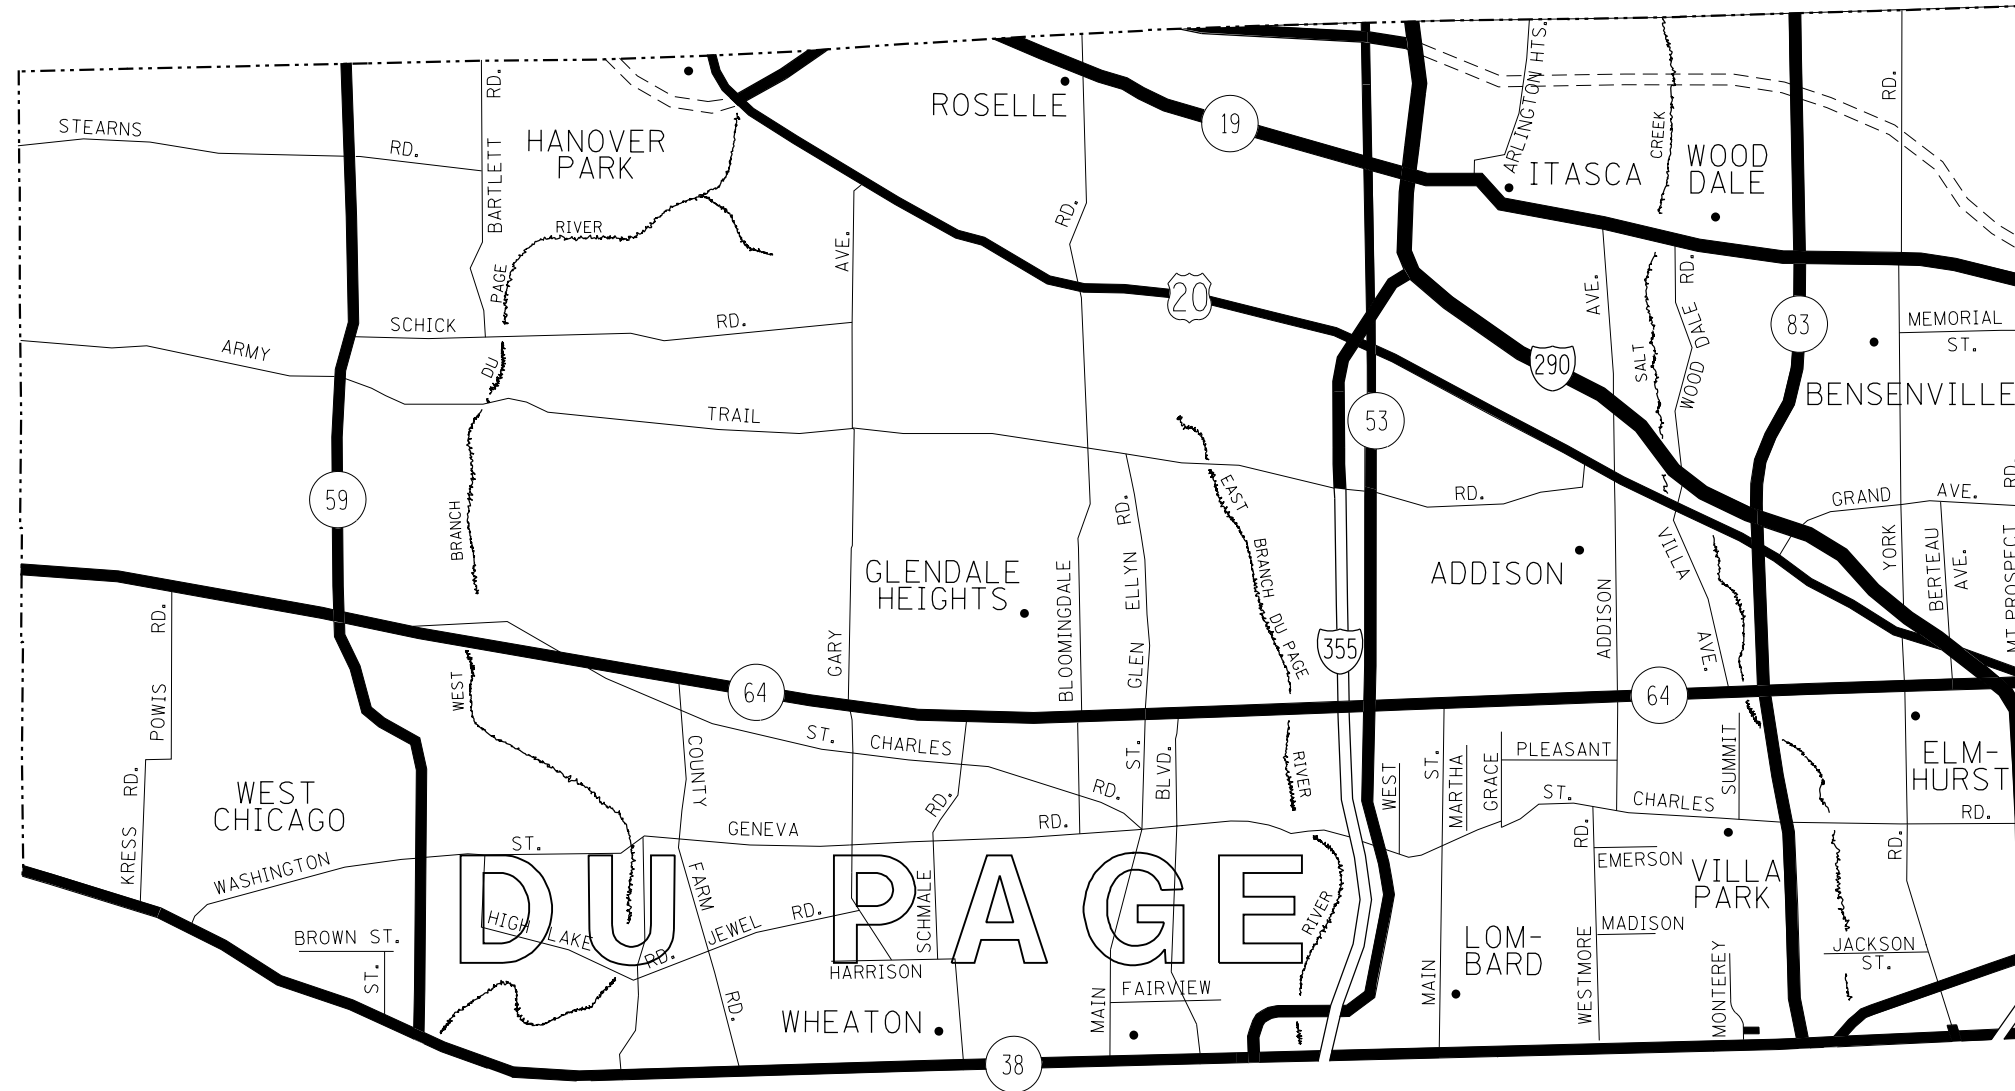 STEARNS
RD.
BARTLETT
RD.
HANOVER
PARK
RIVER
PAGE
DU
ROSELLE
RD.
19
ARLINGTON HTS.
ITASCA
CREEK
WOOD
DALE
RD.
AVE.
20
SCHICK
RD.
ARMY
TRAIL
RD.
53
290
AVE.
SALT
WOOD DALE
RD.
83
MEMORIAL
ST.
BENSENVILLE
59
BRANCH
WEST
GLENDALE
HEIGHTS
GARY
BLOOMINGDALE
GLEN ELLYN
RD.
EAST
BRANCH
DU PAGE
RIVER
355
ADDISON
ADDISON
VILLA
AVE.
GRAND
AVE.
YORK
BERTEAU
AVE.
MT PROSPECT
RD.
POWIS
RD.
64
64
COUNTY
FARM
RD.
ST.
CHARLES
RD.
RD.
ST.
BLVD.
WEST
ST.
MARTHA
GRACE
PLEASANT
SUMMIT
ELM-
HURST
KRESS
RD.
WEST
CHICAGO
WASHINGTON
ST.
GENEVA
RD.
ST.
CHARLES
RD.
RD.
RD.
EMERSON
VILLA
PARK
DU PAGE
HIGH LAKE
RD.
JEWEL
RD.
SCHMALE
HARRISON
RIVER
BROWN ST.
ST.
LOM-
BARD
MADISON
WESTMORE
MONTEREY
JACKSON
ST.
WHEATON
MAIN
FAIRVIEW
MAIN
38